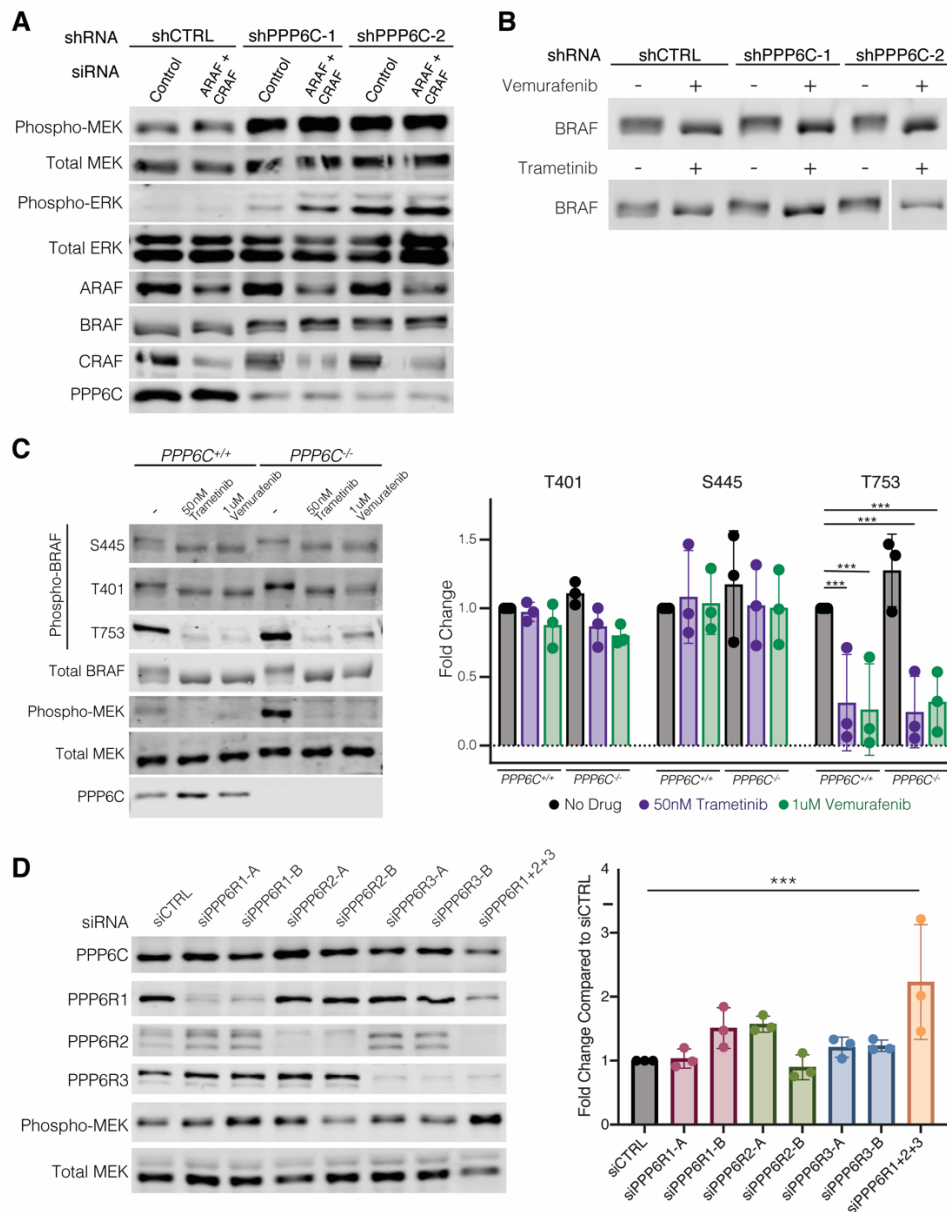 A
shRNA shCTRL shPPP6C-1 shPPP6C-2
siRNA Control ARAF + CRAF Control ARAF + CRAF Control ARAF + CRAF
Phospho-MEK
Total MEK
Phospho-ERK
Total ERK
ARAF
BRAF
CRAF
PPP6C
B
shRNA shCTRL shPPP6C-1 shPPP6C-2
Vemurafenib - + - + - +
BRAF
Trametinib - + - + - +
BRAF
C
PPP6C+/+ PPP6C-/-
- 50nM Trametinib 1uM Vemurafenib - 50nM Trametinib 1uM Vemurafenib
Phospho-BRAF
S445
T401
T753
Total BRAF
Phospho-MEK
Total MEK
PPP6C
T401 S445 T753
*** 
***
***
***
Fold Change
1.5
1.0
0.5
0.0
PPP6C+/+ PPP6C-/- PPP6C+/+ PPP6C-/- PPP6C+/+ PPP6C-/-
No Drug 50nM Trametinib 1uM Vemurafenib
D
siRNA siCTRL siPPP6R1-A siPPP6R1-B siPPP6R2-A siPPP6R2-B siPPP6R3-A siPPP6R3-B siPPP6R1+2+3
PPP6C
PPP6R1
PPP6R2
PPP6R3
Phospho-MEK
Total MEK
***
Fold Change Compared to siCTRL
4
3
2
1
0
siCTRL siPPP6R1-A siPPP6R1-B siPPP6R2-A siPPP6R2-B siPPP6R3-A siPPP6R3-B siPPP6R1+2+3